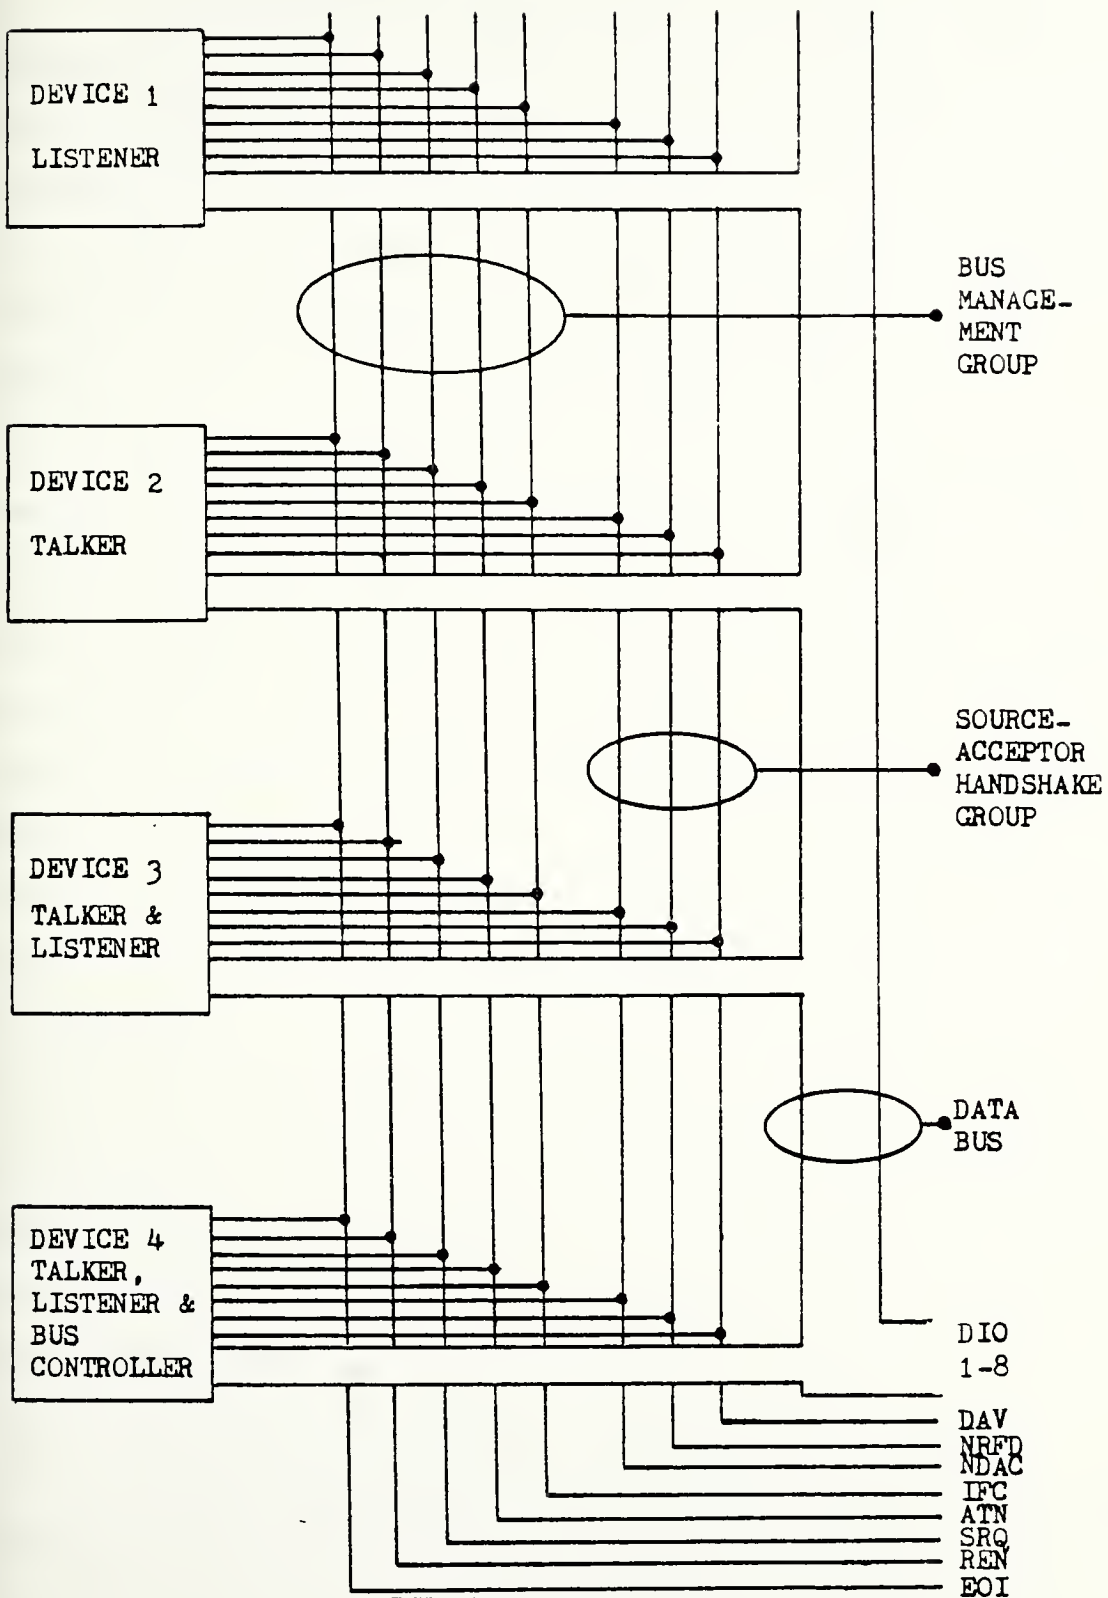 DEVICE 1
LISTENER
BUS
MANAGE-
MENT
GROUP
DEVICE 2
TALKER
SOURCE-
ACCEPTOR
HANDSHAKE
GROUP
DEVICE 3
TALKER &
LISTENER
DATA
BUS
DEVICE 4
TALKER,
LISTENER &
BUS
CONTROLLER
DIO
1-8
DAV
NRFD
NDAC
IFC
ATN
SRQ
REN
EOI